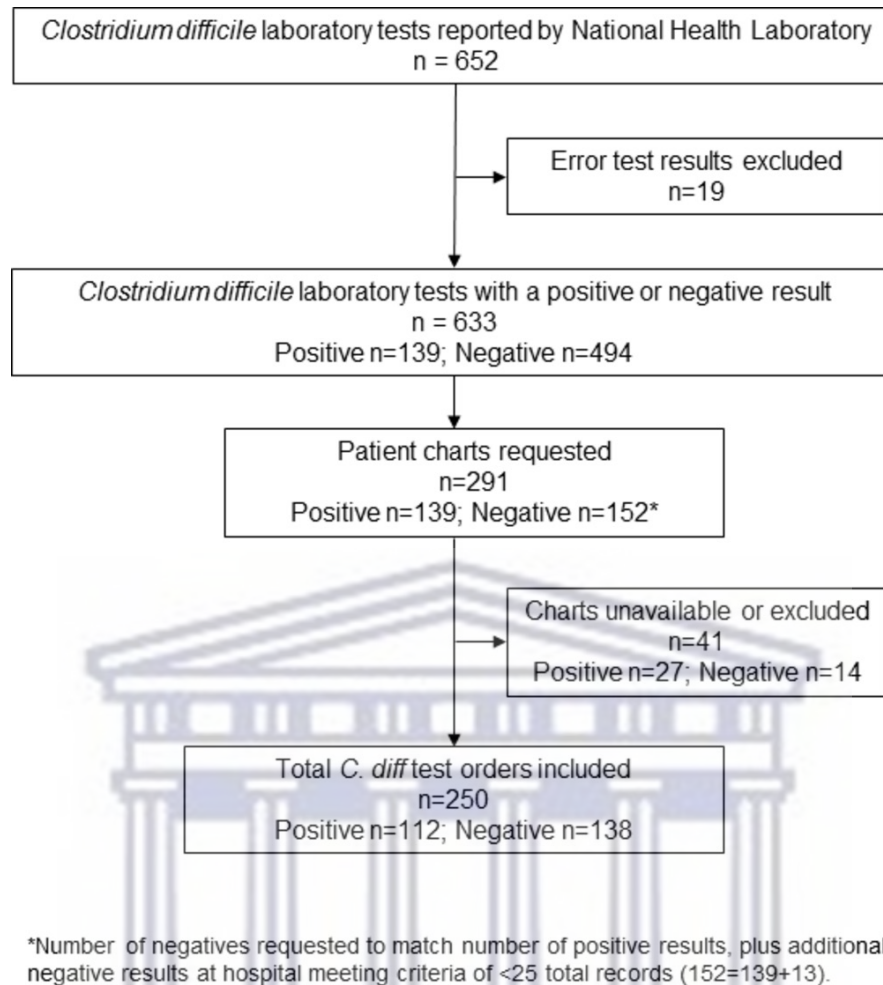 Clostridium difficile laboratory tests reported by National Health Laboratory
n = 652
Error test results excluded
n=19
Clostridium difficile laboratory tests with a positive or negative result
n = 633
Positive n=139; Negative n=494
Patient charts requested
n=291
Positive n=139; Negative n=152*
Charts unavailable or excluded
n=41
Positive n=27; Negative n=14
Total C. diff test orders included
n=250
Positive n=112; Negative n=138
*Number of negatives requested to match number of positive results, plus additional
negative results at hospital meeting criteria of <25 total records (152=139+13).